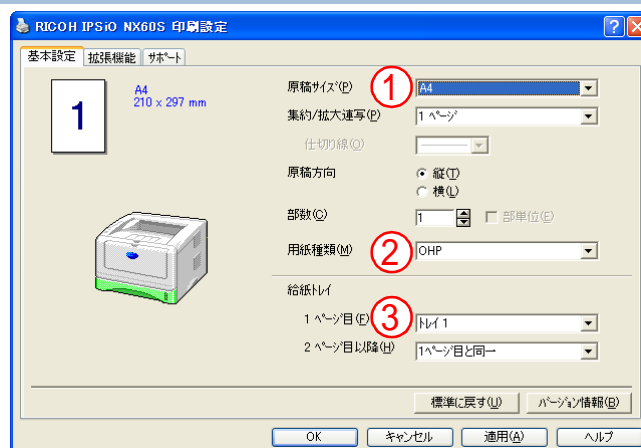 RICOH IPSiO NX60S 印刷設定
基本設定 拡張機能 サポート
1
A4
210 x 297 mm
原稿サイズ(P) ① A4
集約/拡大連写(P) 1 ページ
仕切り線(O)
原稿方向 縦(T)
横(L)
部数(C) 1 部単位(E)
用紙種類(M) ② OHP
給紙トレイ
1 ページ目(F) ③ トレイ 1
2 ページ目以降(H) 1ページ目と同一
標準に戻す(U) バージョン情報(B)
OK キャンセル 適用(A) ヘルプ